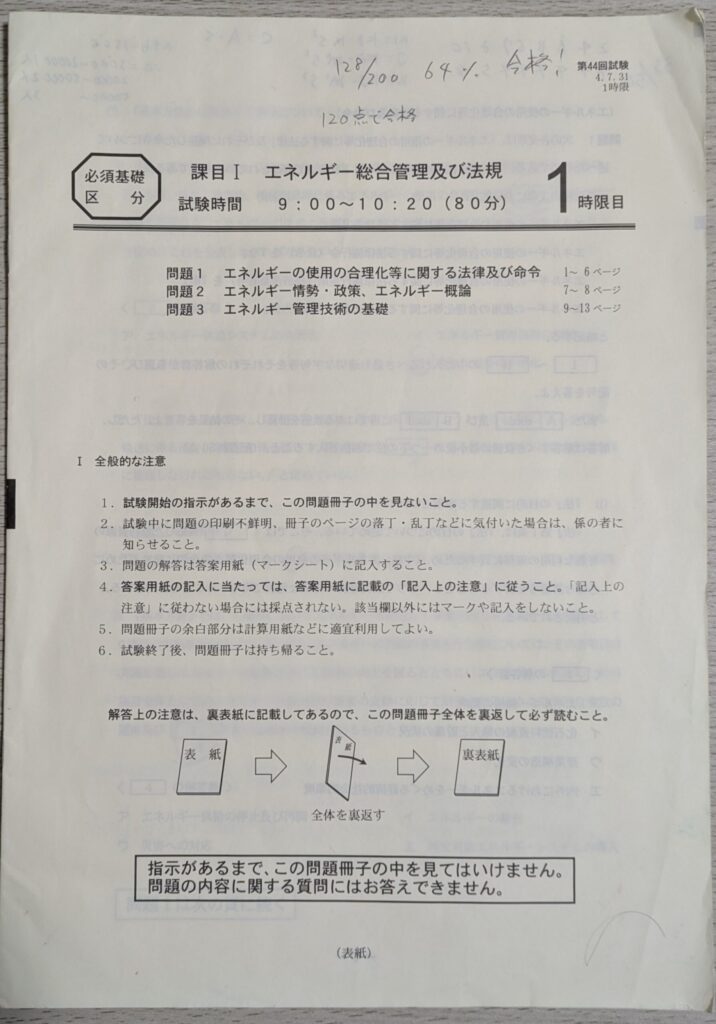 128/200 64% 合格!
第44回試験
4.7.31
1時限
120点で合格
必須基礎
区 分
課目Ⅰ エネルギー総合管理及び法規
試験時間 9:00~10:20(80分)
1時限目
問題1 エネルギーの使用の合理化等に関する法律及び命令 1~ 6ページ
問題2 エネルギー情勢・政策、エネルギー概論 7~ 8ページ
問題3 エネルギー管理技術の基礎 9~13ページ
Ⅰ 全般的な注意
1.試験開始の指示があるまで、この問題冊子の中を見ないこと。
2.試験中に問題の印刷不鮮明、冊子のページの落丁・乱丁などに気付いた場合は、係の者に
知らせること。
3.問題の解答は答案用紙(マークシート)に記入すること。
4.答案用紙の記入に当たっては、答案用紙に記載の「記入上の注意」に従うこと。「記入上の
注意」に従わない場合には採点されない。該当欄以外にはマークや記入をしないこと。
5.問題冊子の余白部分は計算用紙などに適宜利用してよい。
6.試験終了後、問題冊子は持ち帰ること。
解答上の注意は、裏表紙に記載してあるので、この問題冊子全体を裏返して必ず読むこと。
表 紙
表 紙
裏表紙
全体を裏返す
指示があるまで、この問題冊子の中を見てはいけません。
問題の内容に関する質問にはお答えできません。
(表紙)